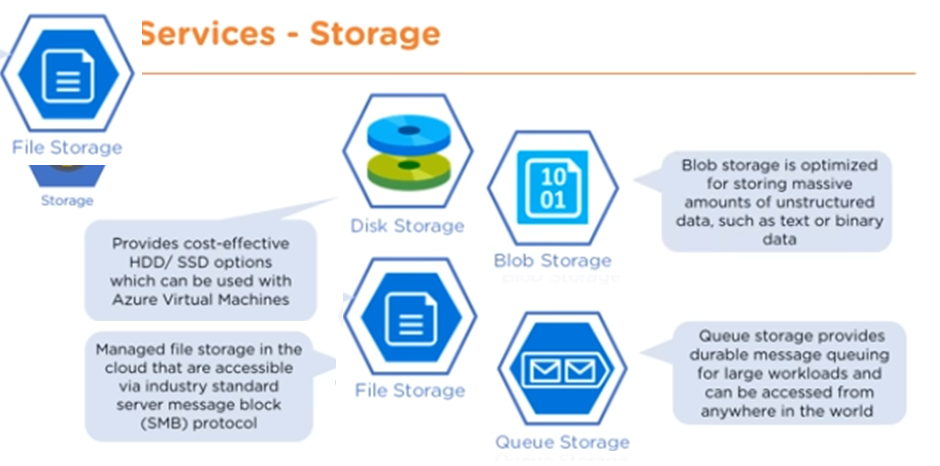 Services - Storage
File Storage
Storage
Disk Storage
10
01
Blob Storage
Blob storage is optimized
for storing massive
amounts of unstructured
data, such as text or binary
data
Provides cost-effective
HDD/ SSD options
which can be used with
Azure Virtual Machines
Managed file storage in the
cloud that are accessible
via industry standard
server message block
(SMB) protocol
File Storage
Queue Storage
Queue storage provides
durable message queuing
for large workloads and
can be accessed from
anywhere in the world